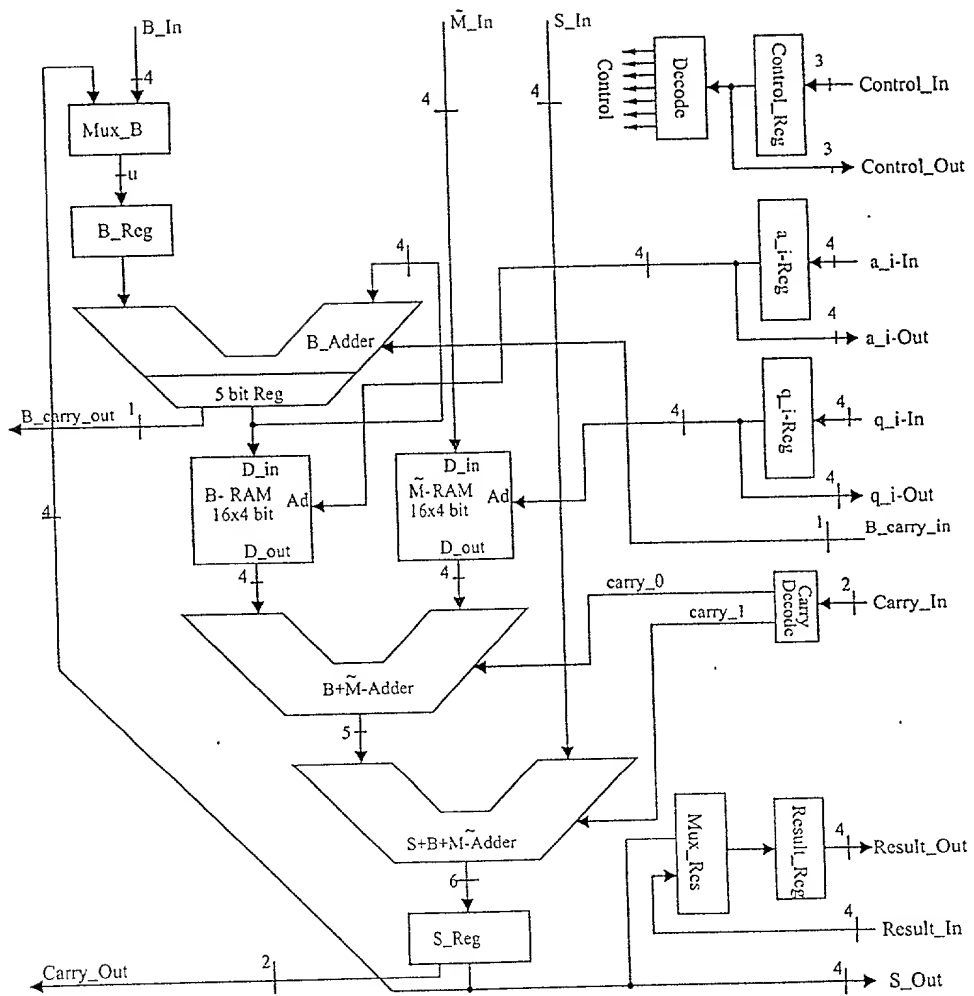 B_In
M̃_In
S_In
4
4
4
Mux_B
u
B_Reg
Control
Decode
Control_Reg
3
Control_In
3
Control_Out
4
4
a_i-Reg
4
a_i-In
4
a_i-Out
B_Adder
5 bit Reg
B_carry_out
1
4
q_i-Reg
4
q_i-In
4
q_i-Out
1
B_carry_in
D_in
B- RAM
16x4 bit
Ad
D_out
D_in
M̃-RAM
16x4 bit
Ad
D_out
4
4
4
carry_0
carry_1
Carry
Decode
2
Carry_In
B+M̃-Adder
5
S+B+M̃-Adder
6
S_Reg
Mux_Res
Result_Reg
4
Result_Out
4
Result_In
Carry_Out
2
4
S_Out